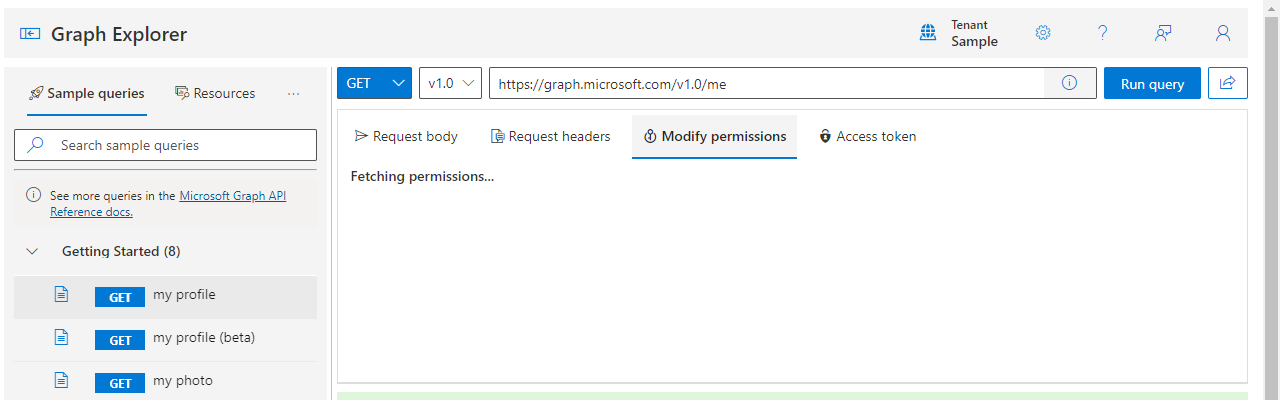 Graph Explorer
Tenant
Sample
Sample queries
Resources
...
Search sample queries
See more queries in the Microsoft Graph API
Reference docs.
Getting Started (8)
GET my profile
GET my profile (beta)
GET my photo
GET
v1.0
https://graph.microsoft.com/v1.0/me
Run query
Request body
Request headers
Modify permissions
Access token
Fetching permissions...